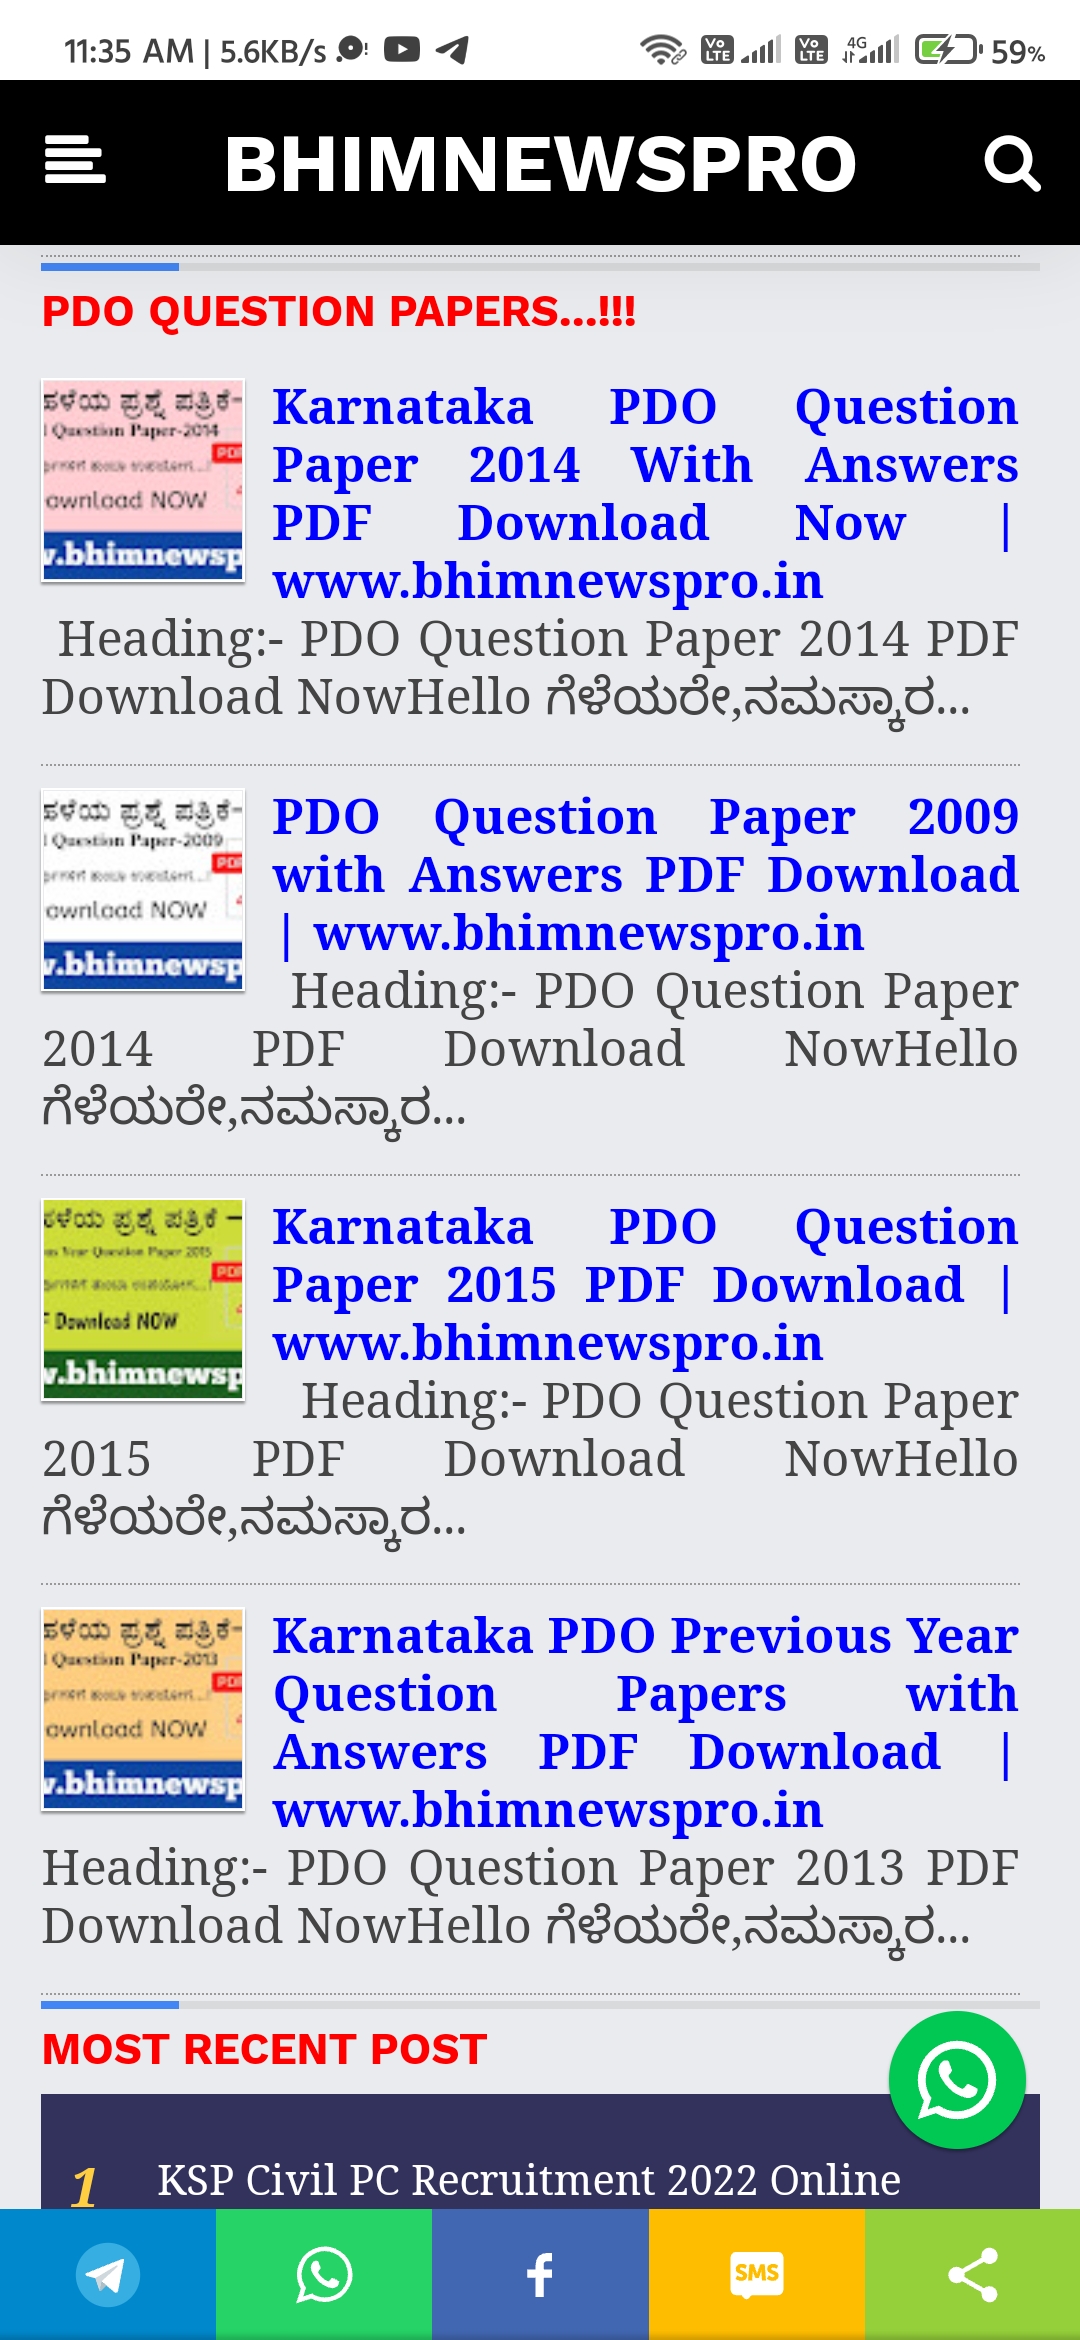 11:35 AM | 5.6KB/s
Vo LTE
Vo LTE
4G
59%
BHIMNEWSPRO
PDO QUESTION PAPERS...!!!
ಹಳೆಯ ಪ್ರಶ್ನೆ ಪತ್ರಿಕೆ-
Question Paper-2014
PDF
ownload NOW
v.bhimnewsp
Karnataka PDO Question
Paper 2014 With Answers
PDF Download Now |
www.bhimnewspro.in
Heading:- PDO Question Paper 2014 PDF
Download NowHello ಗೆಳೆಯರೇ,ನಮಸ್ಕಾರ...
ಹಳೆಯ ಪ್ರಶ್ನೆ ಪತ್ರಿಕೆ-
Question Paper-2009
PDF
ownload NOW
v.bhimnewsp
PDO Question Paper 2009
with Answers PDF Download
| www.bhimnewspro.in
Heading:- PDO Question Paper
2014 PDF Download NowHello
ಗೆಳೆಯರೇ,ನಮಸ್ಕಾರ...
ಹಳೆಯ ಪ್ರಶ್ನೆ ಪತ್ರಿಕೆ –
us Year Question Paper 2015
PDF
F Download NOW
v.bhimnewsp
Karnataka PDO Question
Paper 2015 PDF Download |
www.bhimnewspro.in
Heading:- PDO Question Paper
2015 PDF Download NowHello
ಗೆಳೆಯರೇ,ನಮಸ್ಕಾರ...
ಹಳೆಯ ಪ್ರಶ್ನೆ ಪತ್ರಿಕೆ-
Question Paper-2013
PDF
ownload NOW
v.bhimnewsp
Karnataka PDO Previous Year
Question Papers with
Answers PDF Download |
www.bhimnewspro.in
Heading:- PDO Question Paper 2013 PDF
Download NowHello ಗೆಳೆಯರೇ,ನಮಸ್ಕಾರ...
MOST RECENT POST
1 KSP Civil PC Recruitment 2022 Online
SMS